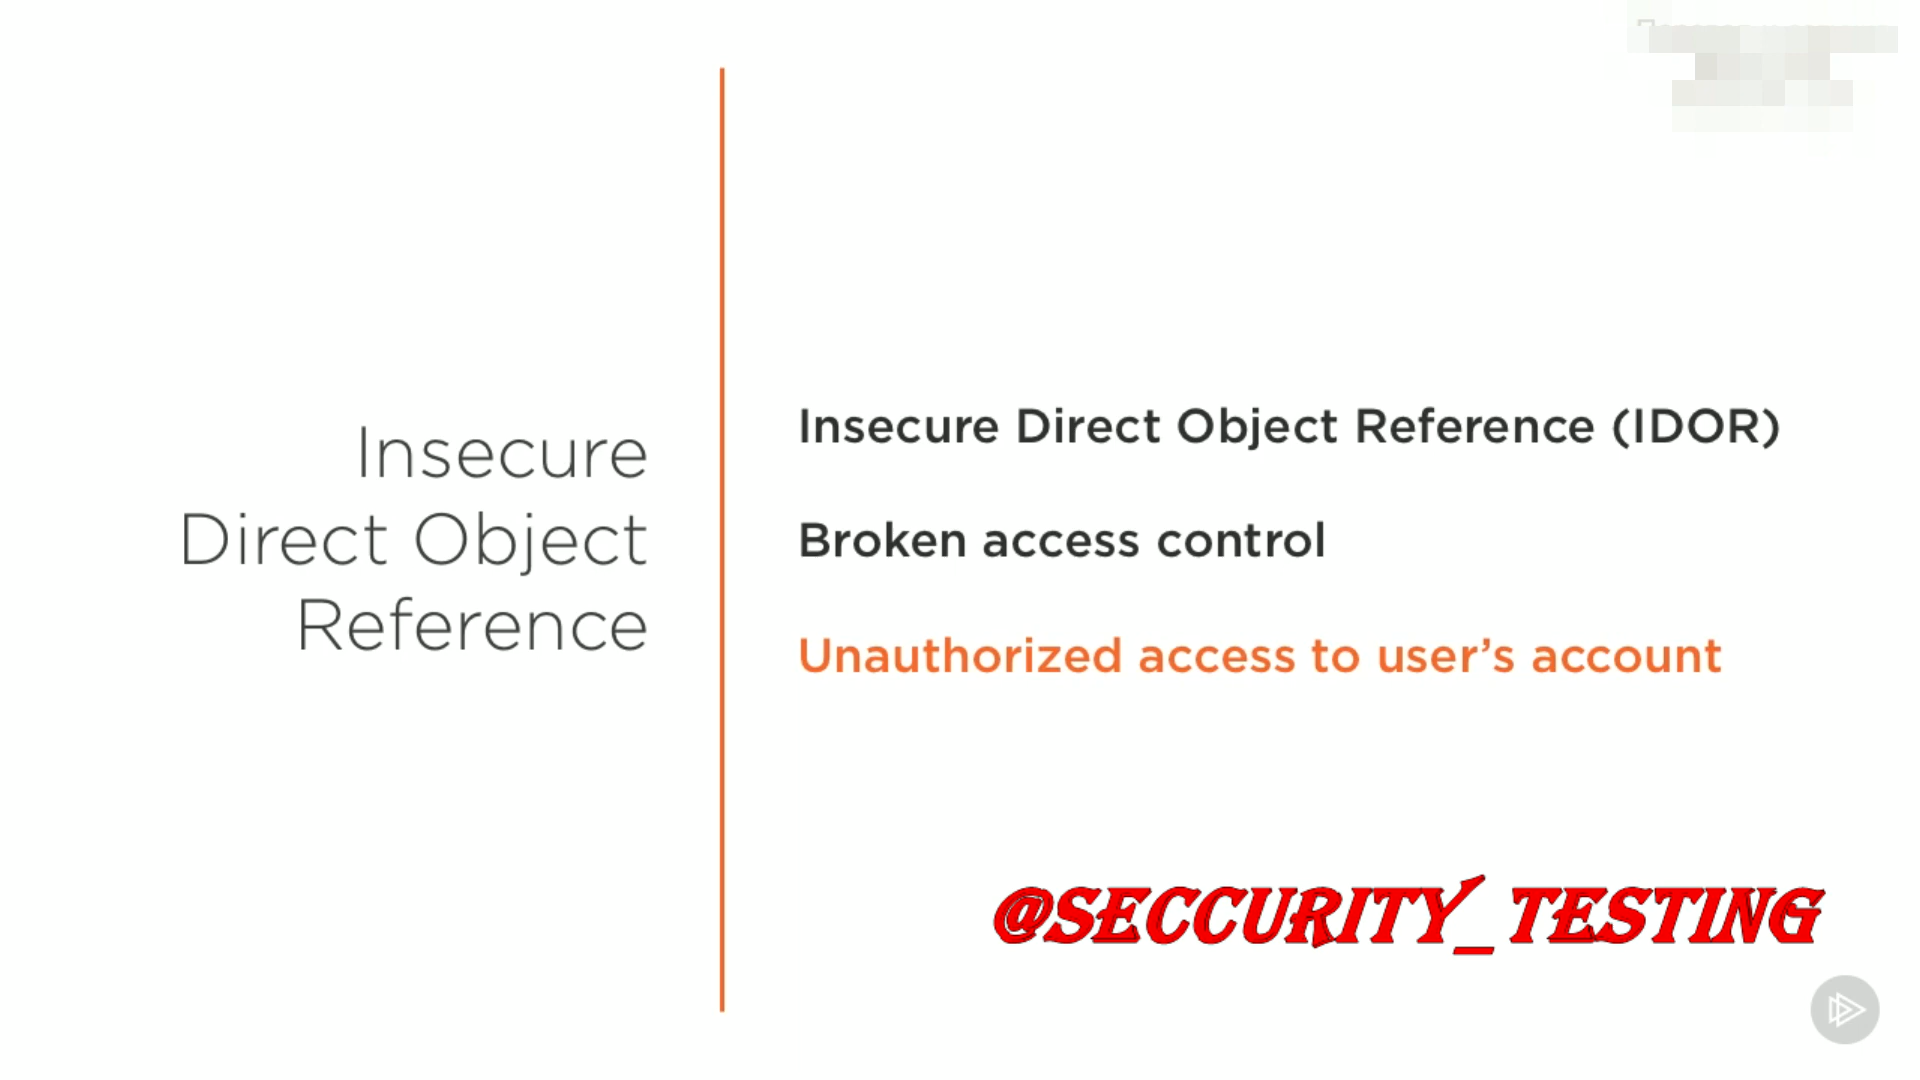 Insecure
Direct Object
Reference
Insecure Direct Object Reference (IDOR)
Broken access control
Unauthorized access to user’s account
@SECCURITY_TESTING